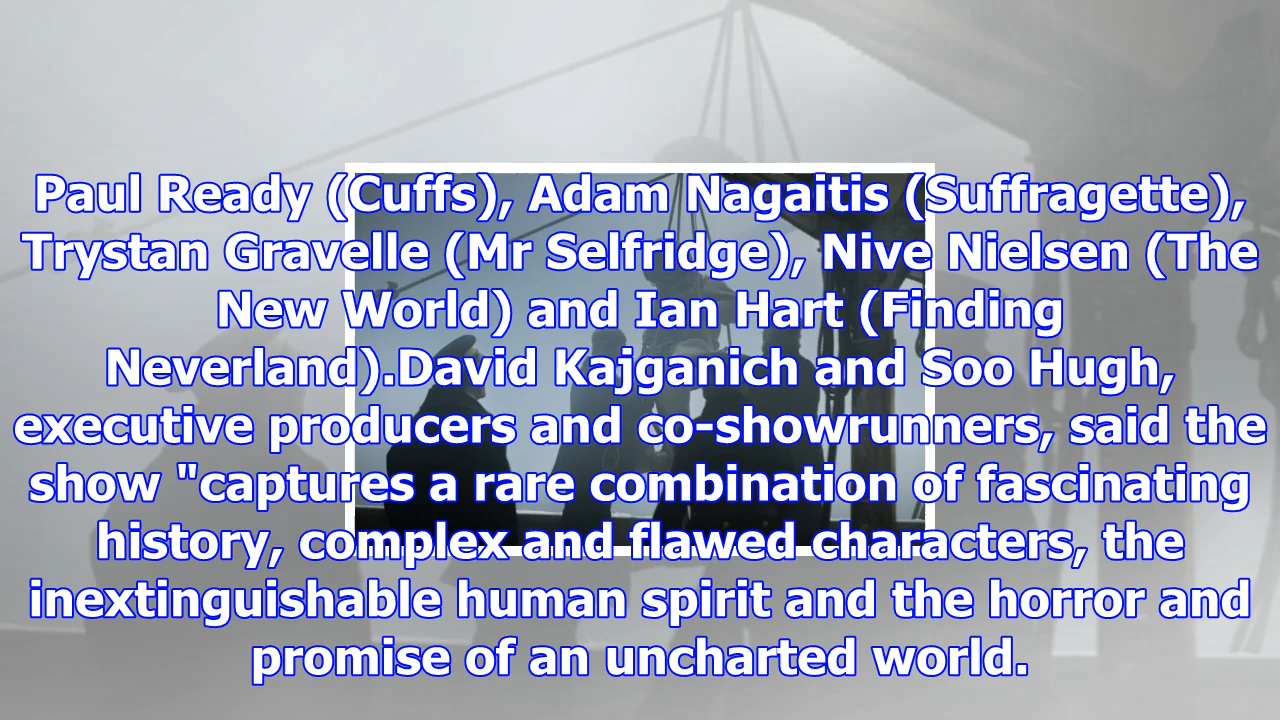 Paul Ready (Cuffs), Adam Nagaitis (Suffragette),
Trystan Gravelle (Mr Selfridge), Nive Nielsen (The
New World) and Ian Hart (Finding
Neverland).David Kajganich and Soo Hugh,
executive producers and co-showrunners, said the
show "captures a rare combination of fascinating
history, complex and flawed characters, the
inextinguishable human spirit and the horror and
promise of an uncharted world.